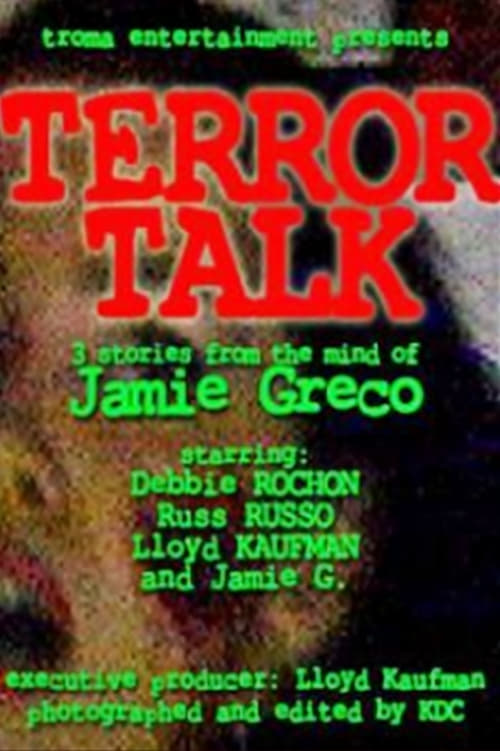 troma entertainment presents
TERROR
TALK
3 stories from the mind of
Jamie Greco
starring:
Debbie ROCHON
Russ RUSSO
Lloyd KAUFMAN
and Jamie G.
executive producer: Lloyd Kaufman
photographed and edited by KDC